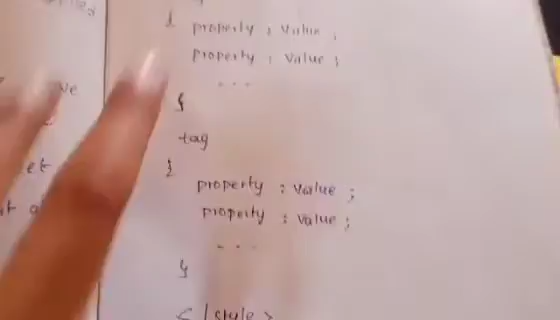 { property : value ;
property : value ;
...
}
tag
{
property : value ;
property : value ;
...
}
</style>